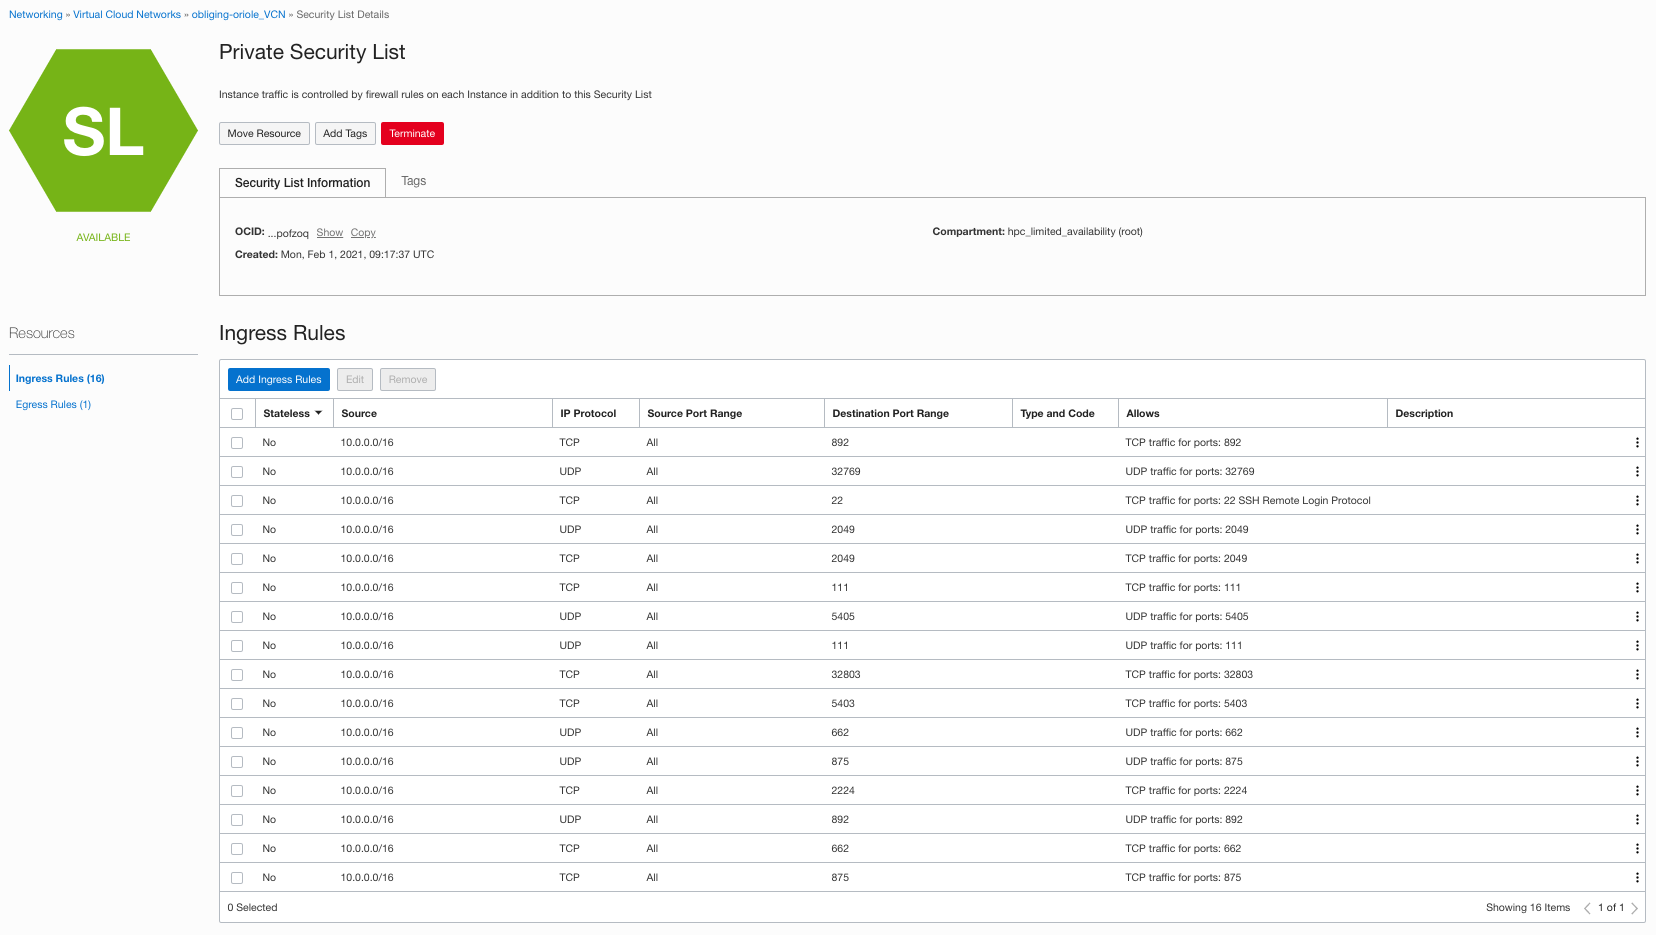 Networking » Virtual Cloud Networks » obliging-oriole_VCN » Security List Details
SL
AVAILABLE
Private Security List
Instance traffic is controlled by firewall rules on each Instance in addition to this Security List
Move Resource Add Tags Terminate
Security List Information Tags
OCID: ...pofzoq Show Copy Compartment: hpc_limited_availability (root)
Created: Mon, Feb 1, 2021, 09:17:37 UTC
Resources
Ingress Rules (16)
Egress Rules (1)
Ingress Rules
Add Ingress Rules Edit Remove
Stateless Source IP Protocol Source Port Range Destination Port Range Type and Code Allows Description
No 10.0.0.0/16 TCP All 892 TCP traffic for ports: 892
No 10.0.0.0/16 UDP All 32769 UDP traffic for ports: 32769
No 10.0.0.0/16 TCP All 22 TCP traffic for ports: 22 SSH Remote Login Protocol
No 10.0.0.0/16 UDP All 2049 UDP traffic for ports: 2049
No 10.0.0.0/16 TCP All 2049 TCP traffic for ports: 2049
No 10.0.0.0/16 TCP All 111 TCP traffic for ports: 111
No 10.0.0.0/16 UDP All 5405 UDP traffic for ports: 5405
No 10.0.0.0/16 UDP All 111 UDP traffic for ports: 111
No 10.0.0.0/16 TCP All 32803 TCP traffic for ports: 32803
No 10.0.0.0/16 TCP All 5403 TCP traffic for ports: 5403
No 10.0.0.0/16 UDP All 662 UDP traffic for ports: 662
No 10.0.0.0/16 UDP All 875 UDP traffic for ports: 875
No 10.0.0.0/16 TCP All 2224 TCP traffic for ports: 2224
No 10.0.0.0/16 UDP All 892 UDP traffic for ports: 892
No 10.0.0.0/16 TCP All 662 TCP traffic for ports: 662
No 10.0.0.0/16 TCP All 875 TCP traffic for ports: 875
0 Selected Showing 16 Items 1 of 1